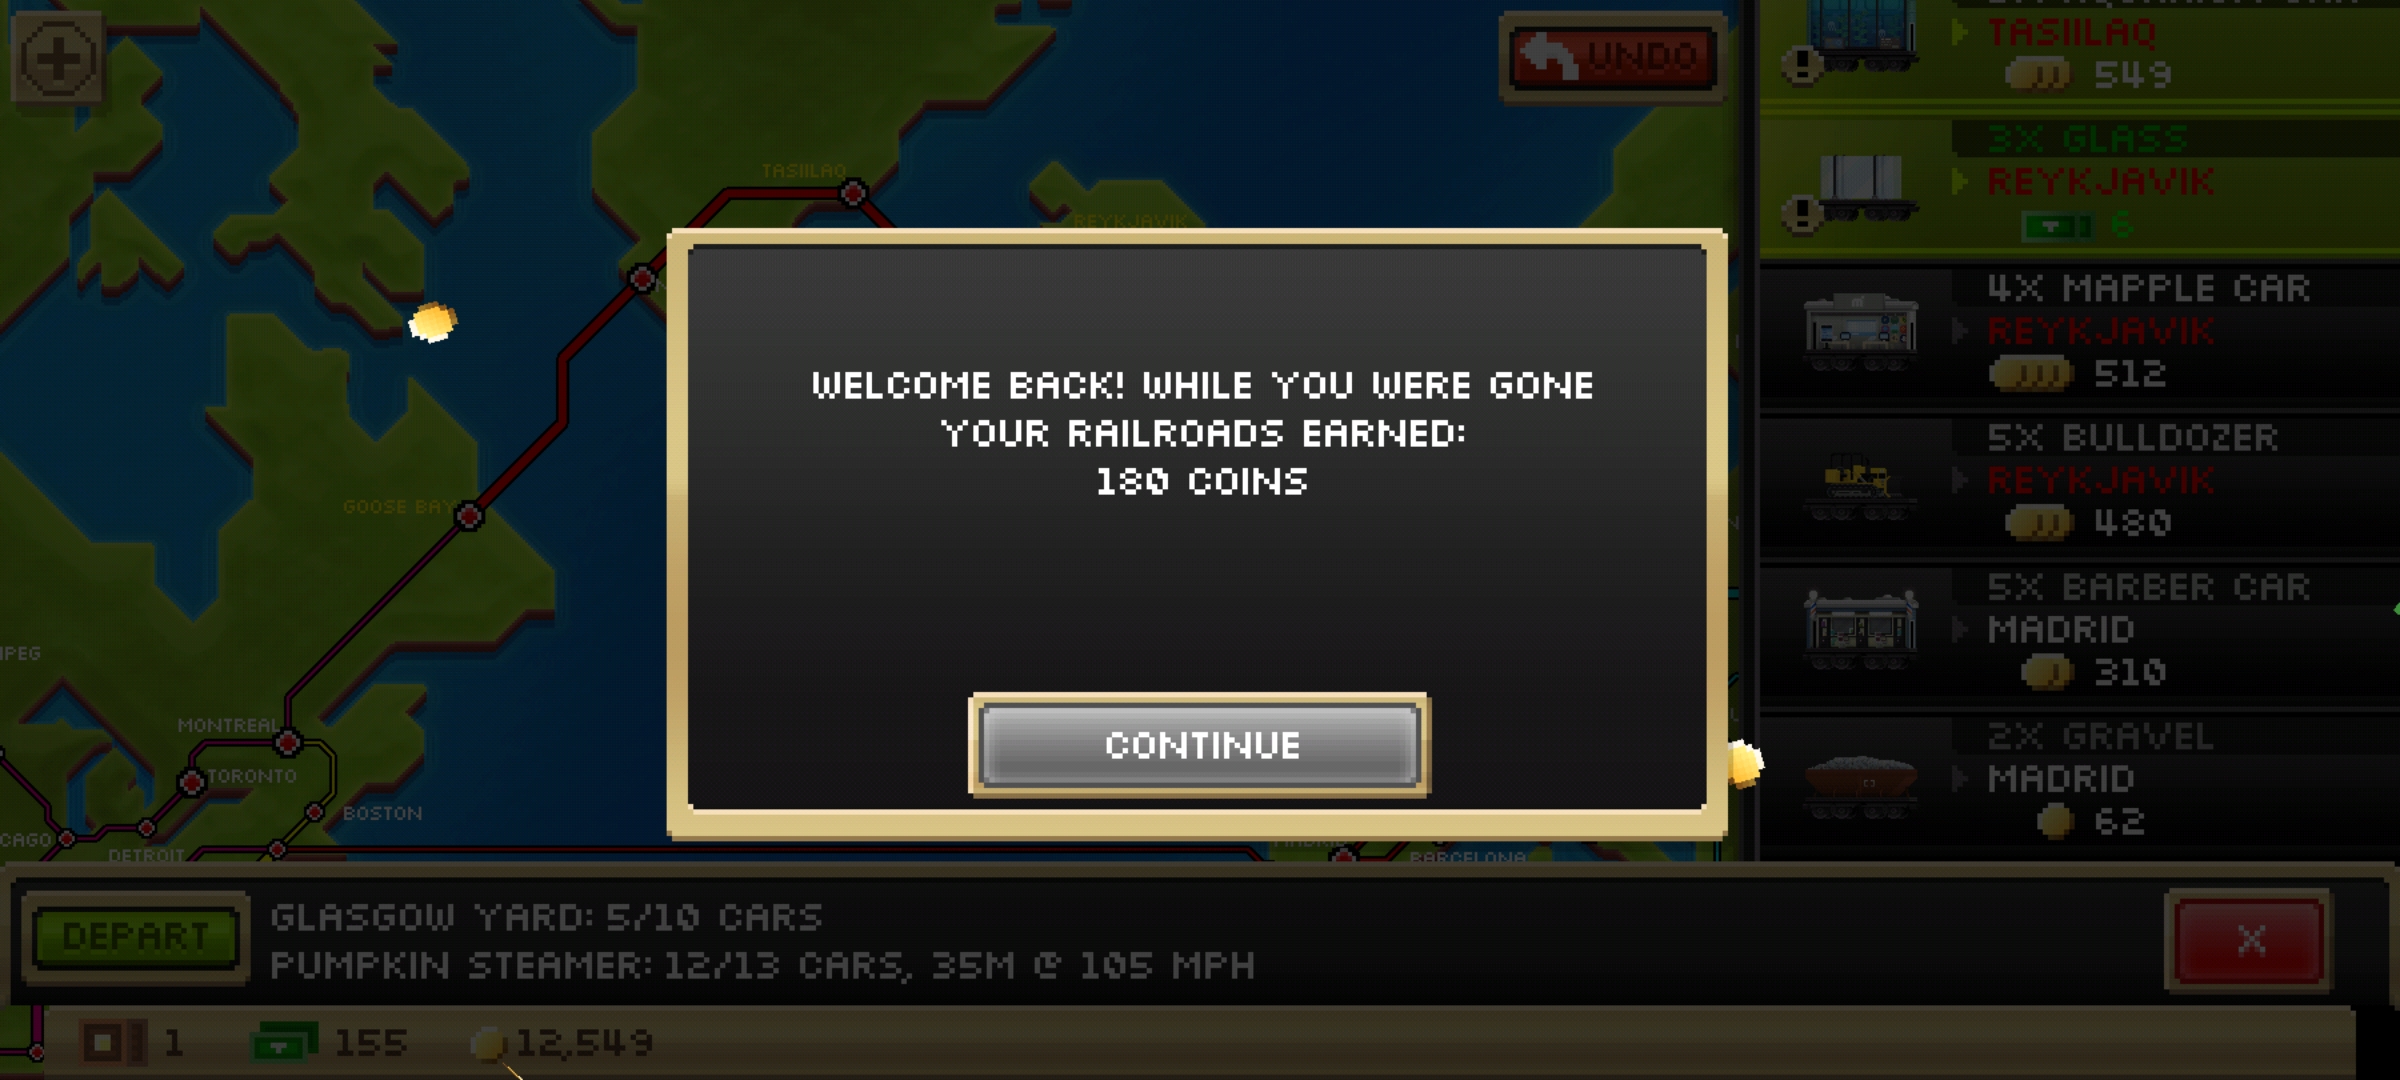 UNDO
TASIILAQ
549
3X GLASS
REYKJAVIK
6
4X MAPPLE CAR
REYKJAVIK
512
5X BULLDOZER
REYKJAVIK
480
5X BARBER CAR
MADRID
310
2X GRAVEL
MADRID
62
TASIILAQ
REYKJAVIK
GOOSE BAY
MONTREAL
TORONTO
BOSTON
DETROIT
BARCELONA
WELCOME BACK! WHILE YOU WERE GONE
YOUR RAILROADS EARNED:
180 COINS
CONTINUE
DEPART
GLASGOW YARD: 5/10 CARS
PUMPKIN STEAMER: 12/13 CARS, 35M @ 105 MPH
X
1
155
12,549